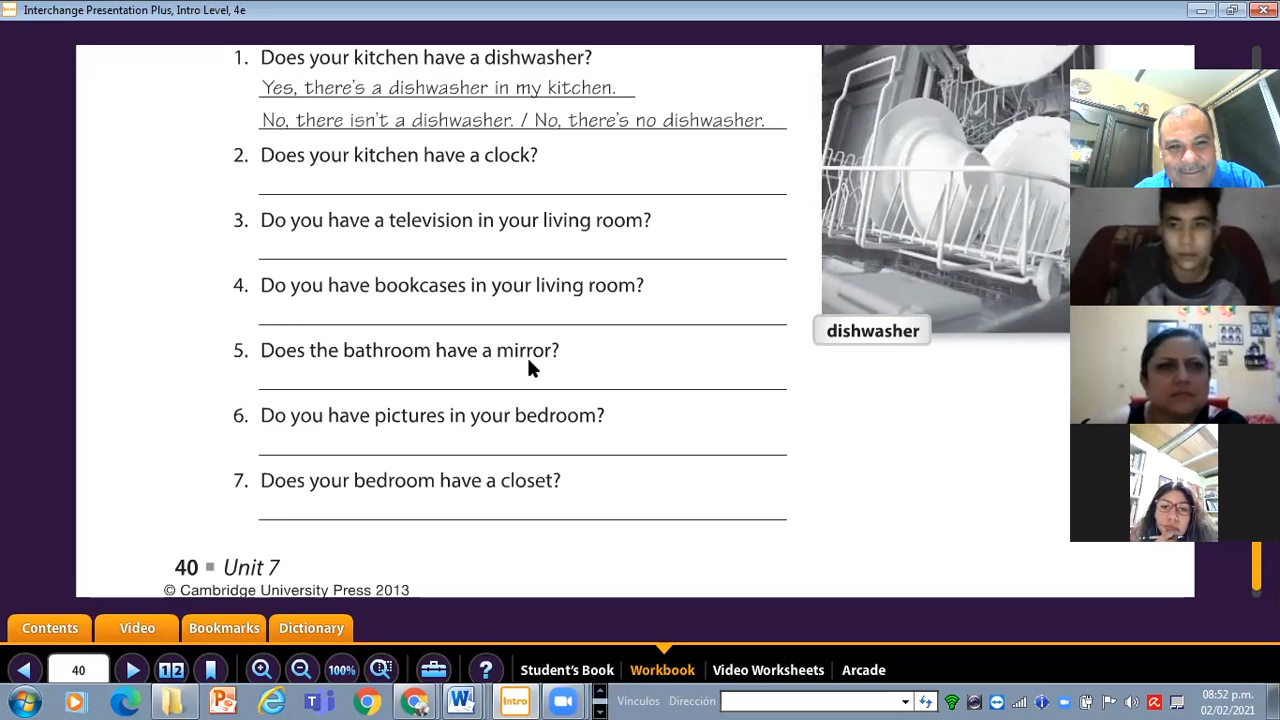 Interchange Presentation Plus, Intro Level, 4e
1. Does your kitchen have a dishwasher?
Yes, there's a dishwasher in my kitchen.
No, there isn't a dishwasher. / No, there's no dishwasher.
2. Does your kitchen have a clock?
3. Do you have a television in your living room?
4. Do you have bookcases in your living room?
5. Does the bathroom have a mirror?
6. Do you have pictures in your bedroom?
7. Does your bedroom have a closet?
dishwasher
40 ■ Unit 7
© Cambridge University Press 2013
Contents Video Bookmarks Dictionary
40 12 100% ? Student's Book Workbook Video Worksheets Arcade
Intro Vínculos Dirección 08:52 p.m.
02/02/2021